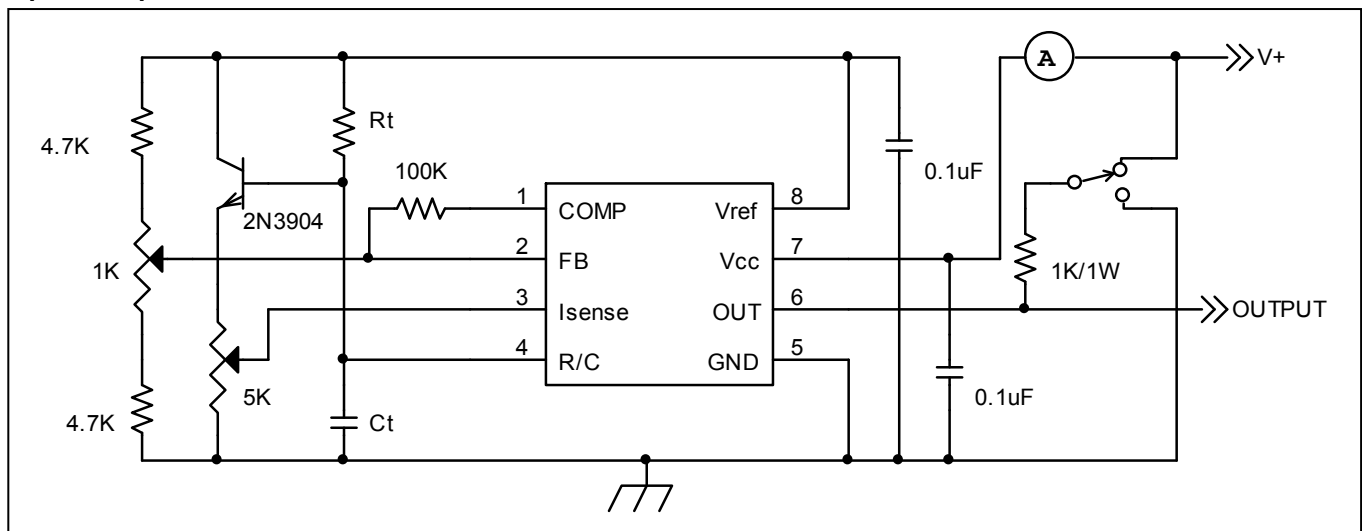 A
V+
4.7K
Rt
100K
0.1uF
2N3904
1
COMP
Vref
8
1K
2
FB
Vcc
7
1K/1W
3
Isense
OUT
6
OUTPUT
4
R/C
GND
5
5K
0.1uF
4.7K
Ct